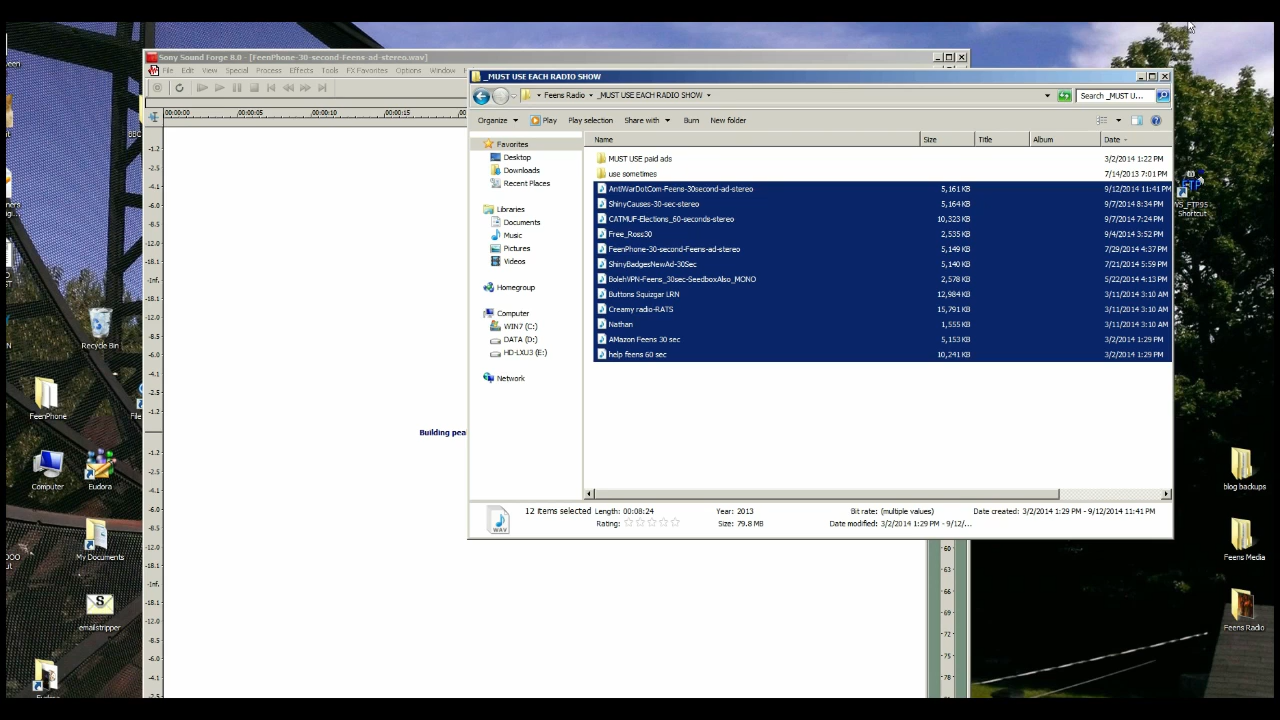 Sony Sound Forge 8.0 - [FeenPhone-30-second-Feens-ad-stereo.wav]
File Edit View Special Process Effects Tools FX Favorites Options Window
00:00:00 00:00:05 00:00:10 00:00:15
Building pea
_MUST USE EACH RADIO SHOW
Feens Radio _MUST USE EACH RADIO SHOW
Search _MUST U...
Organize Play Play selection Share with Burn New folder
Name Size Title Album Date
Favorites
Desktop
Downloads
Recent Places
Libraries
Documents
Music
Pictures
Videos
Homegroup
Computer
WIN7 (C:)
DATA (D:)
HD-LXU3 (E:)
Network
MUST USE paid ads 3/2/2014 1:22 PM
use sometimes 7/14/2013 7:01 PM
AntiWarDotCom-Feens-30second-ad-stereo 5,161 KB 9/12/2014 11:41 PM
ShinyCauses-30-sec-stereo 5,164 KB 9/7/2014 8:34 PM
CATMUF-Elections_60-seconds-stereo 10,323 KB 9/7/2014 7:24 PM
Free_Ross30 2,535 KB 9/4/2014 3:52 PM
FeenPhone-30-second-Feens-ad-stereo 5,149 KB 7/29/2014 4:37 PM
ShinyBadgesNewAd-30Sec 5,140 KB 7/21/2014 5:59 PM
BolehVPN-Feens_30sec-SeedboxAlso_MONO 2,578 KB 5/22/2014 4:13 PM
Buttons Squizgar LRN 12,984 KB 3/11/2014 3:10 AM
Creamy radio-RATS 15,791 KB 3/11/2014 3:10 AM
Nathan 1,555 KB 3/11/2014 3:10 AM
AMazon Feens 30 sec 5,153 KB 3/2/2014 1:29 PM
help feens 60 sec 10,241 KB 3/2/2014 1:29 PM
WAV
12 items selected Length: 00:08:24 Year: 2013 Bit rate: (multiple values) Date created: 3/2/2014 1:29 PM - 9/12/2014 11:41 PM
Rating: Size: 79.8 MB Date modified: 3/2/2014 1:29 PM - 9/12/...
Recycle Bin
FeenPhone
Computer
Eudora
My Documents
emailstripper
WS_FTP95
Shortcut
blog backups
Feens Media
Feens Radio